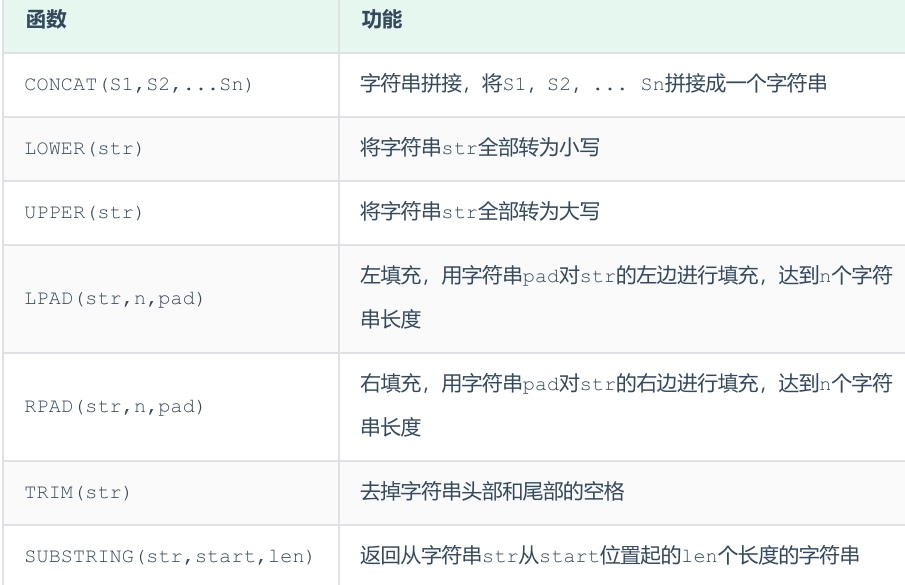 函数 功能
CONCAT(S1,S2,...Sn) 字符串拼接，将S1，S2，... Sn拼接成一个字符串
LOWER(str) 将字符串str全部转为小写
UPPER(str) 将字符串str全部转为大写
LPAD(str,n,pad) 左填充，用字符串pad对str的左边进行填充，达到n个字符
串长度
RPAD(str,n,pad) 右填充，用字符串pad对str的右边进行填充，达到n个字符
串长度
TRIM(str) 去掉字符串头部和尾部的空格
SUBSTRING(str,start,len) 返回从字符串str从start位置起的len个长度的字符串